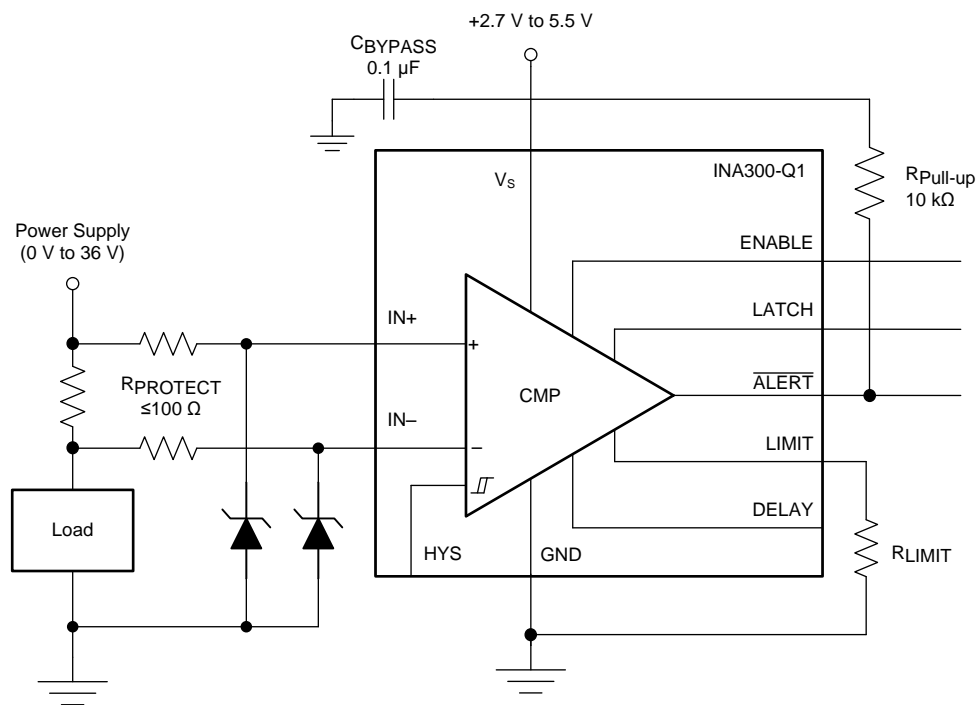 +2.7 V to 5.5 V
CBYPASS
0.1 µF
INA300-Q1
VS
RPull-up
10 kΩ
Power Supply
(0 V to 36 V)
ENABLE
LATCH
IN+
+
RPROTECT
≤100 Ω
CMP
ALERT
IN–
–
LIMIT
Load
DELAY
HYS
GND
RLIMIT